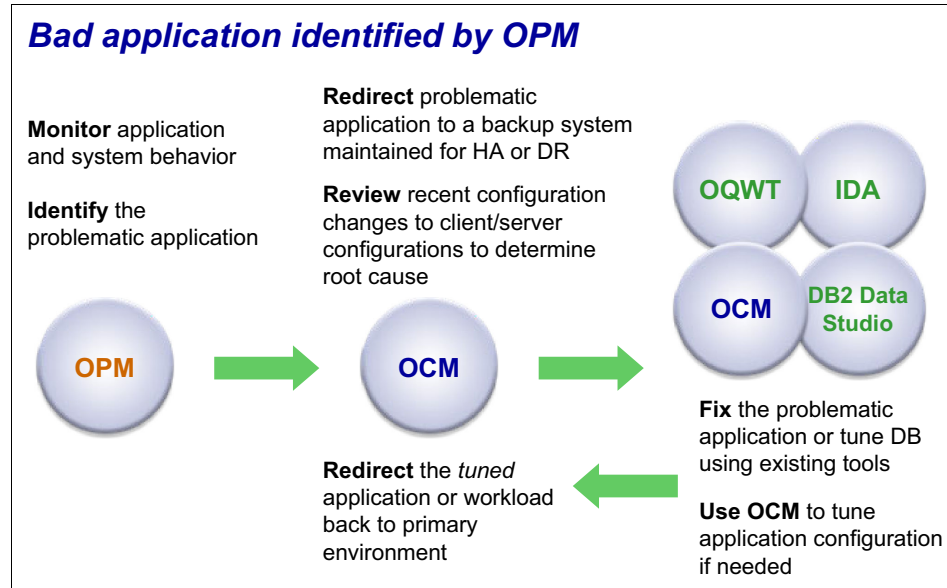 Bad application identified by OPM
Monitor application
and system behavior
Identify the
problematic application
OPM
Redirect problematic
application to a backup system
maintained for HA or DR
Review recent configuration
changes to client/server
configurations to determine
root cause
OCM
OQWT
IDA
OCM
DB2 Data
Studio
Fix the problematic
application or tune DB
using existing tools
Use OCM to tune
application configuration
if needed
Redirect the tuned
application or workload
back to primary
environment